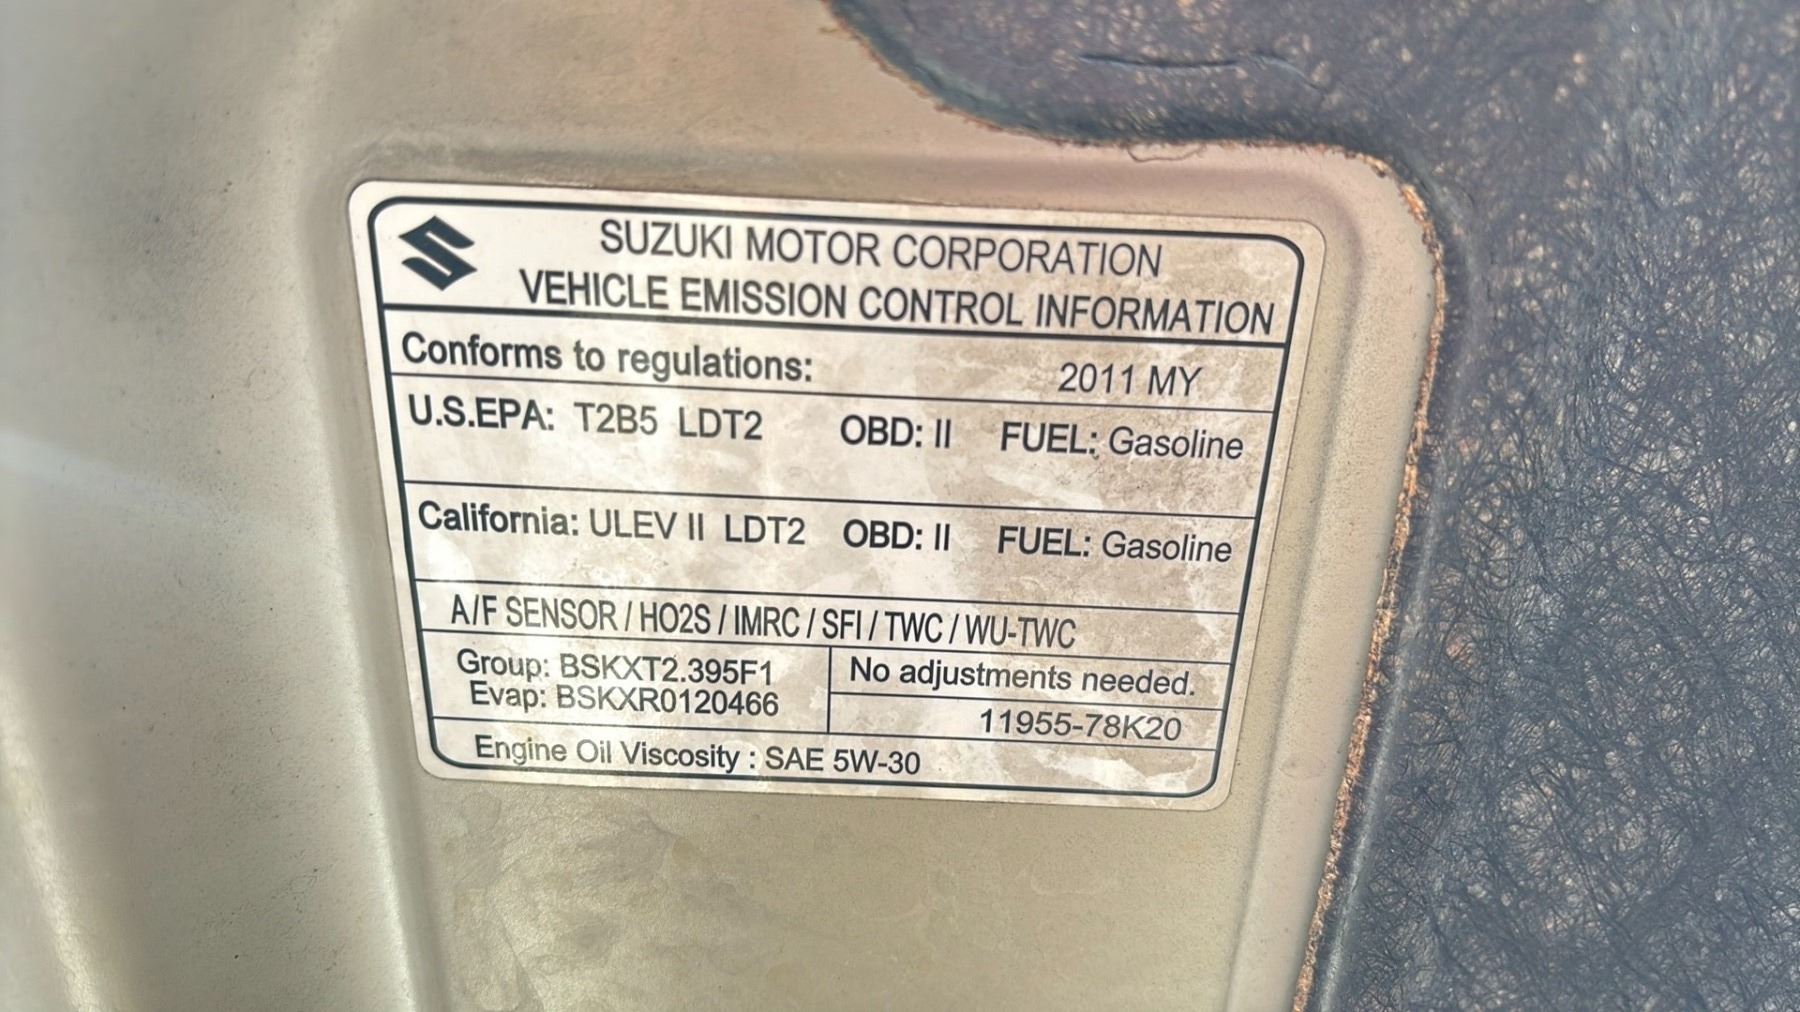 SUZUKI MOTOR CORPORATION
VEHICLE EMISSION CONTROL INFORMATION
Conforms to regulations: 2011 MY
U.S.EPA: T2B5 LDT2 OBD: II FUEL: Gasoline
California: ULEV II LDT2 OBD: II FUEL: Gasoline
A/F SENSOR / HO2S / IMRC / SFI / TWC / WU-TWC
Group: BSKXT2.395F1
Evap: BSKXR0120466
No adjustments needed.
11955-78K20
Engine Oil Viscosity : SAE 5W-30